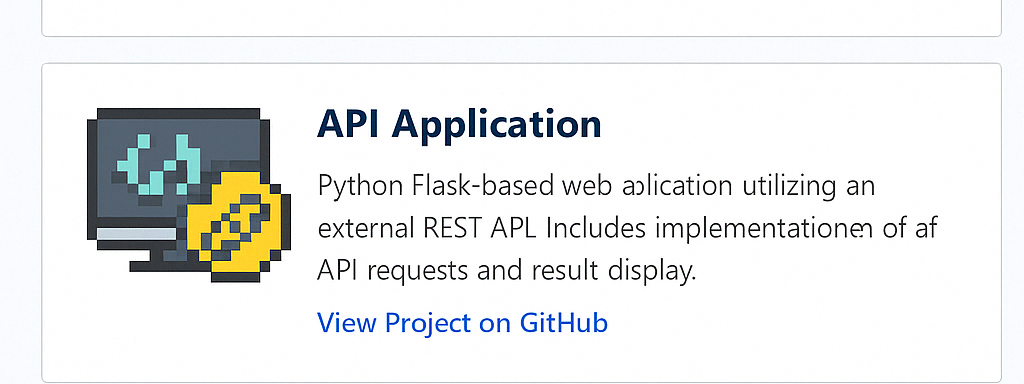 API Application
Python Flask-based web aplication utilizing an
external REST APL Includes implementationen of af
API requests and result display.
View Project on GitHub